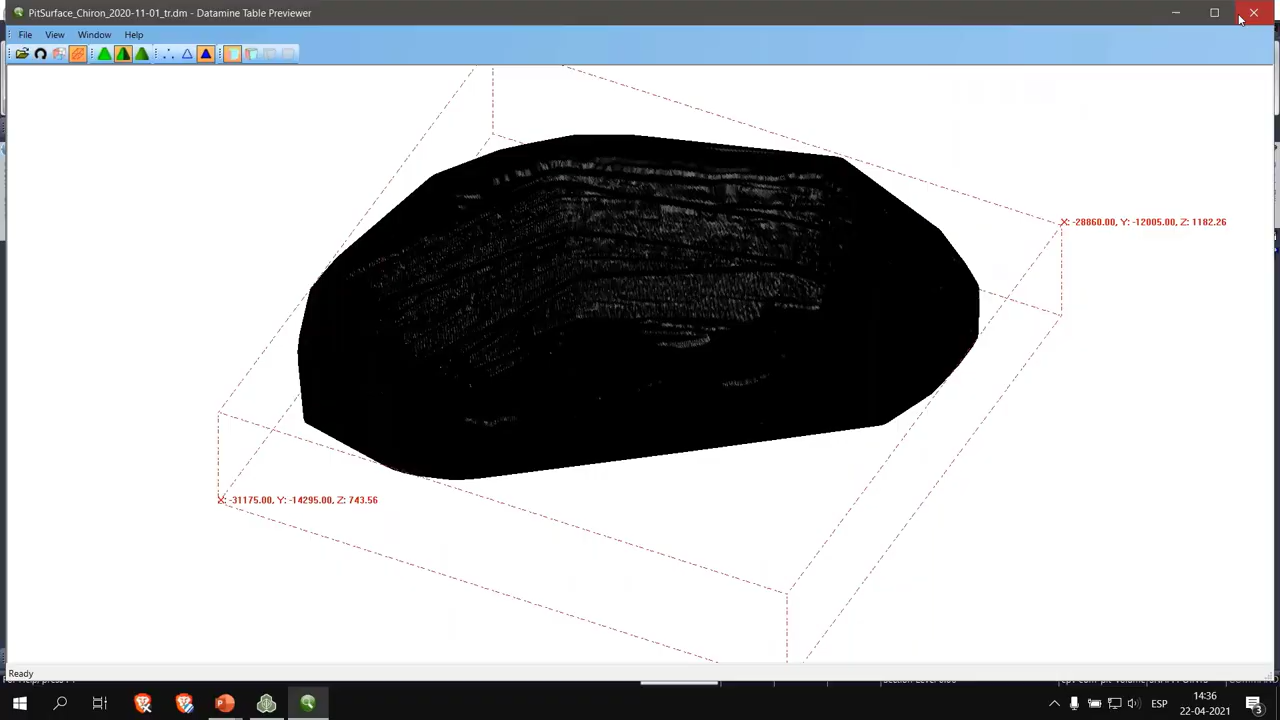 PitSurface_Chiron_2020-11-01_tr.dm - Datamine Table Previewer
File View Window Help
X: -28860.00, Y: -12005.00, Z: 1182.26
X: -31175.00, Y: -14295.00, Z: 743.56
Ready
ESP
14:36
22-04-2021
3